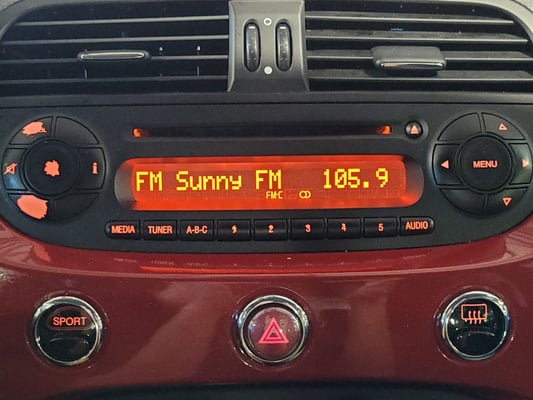 FM Sunny FM 105.9
FM-C
i
MENU
MEDIA TUNER A-B-C 1 2 3 4 5 AUDIO
SPORT